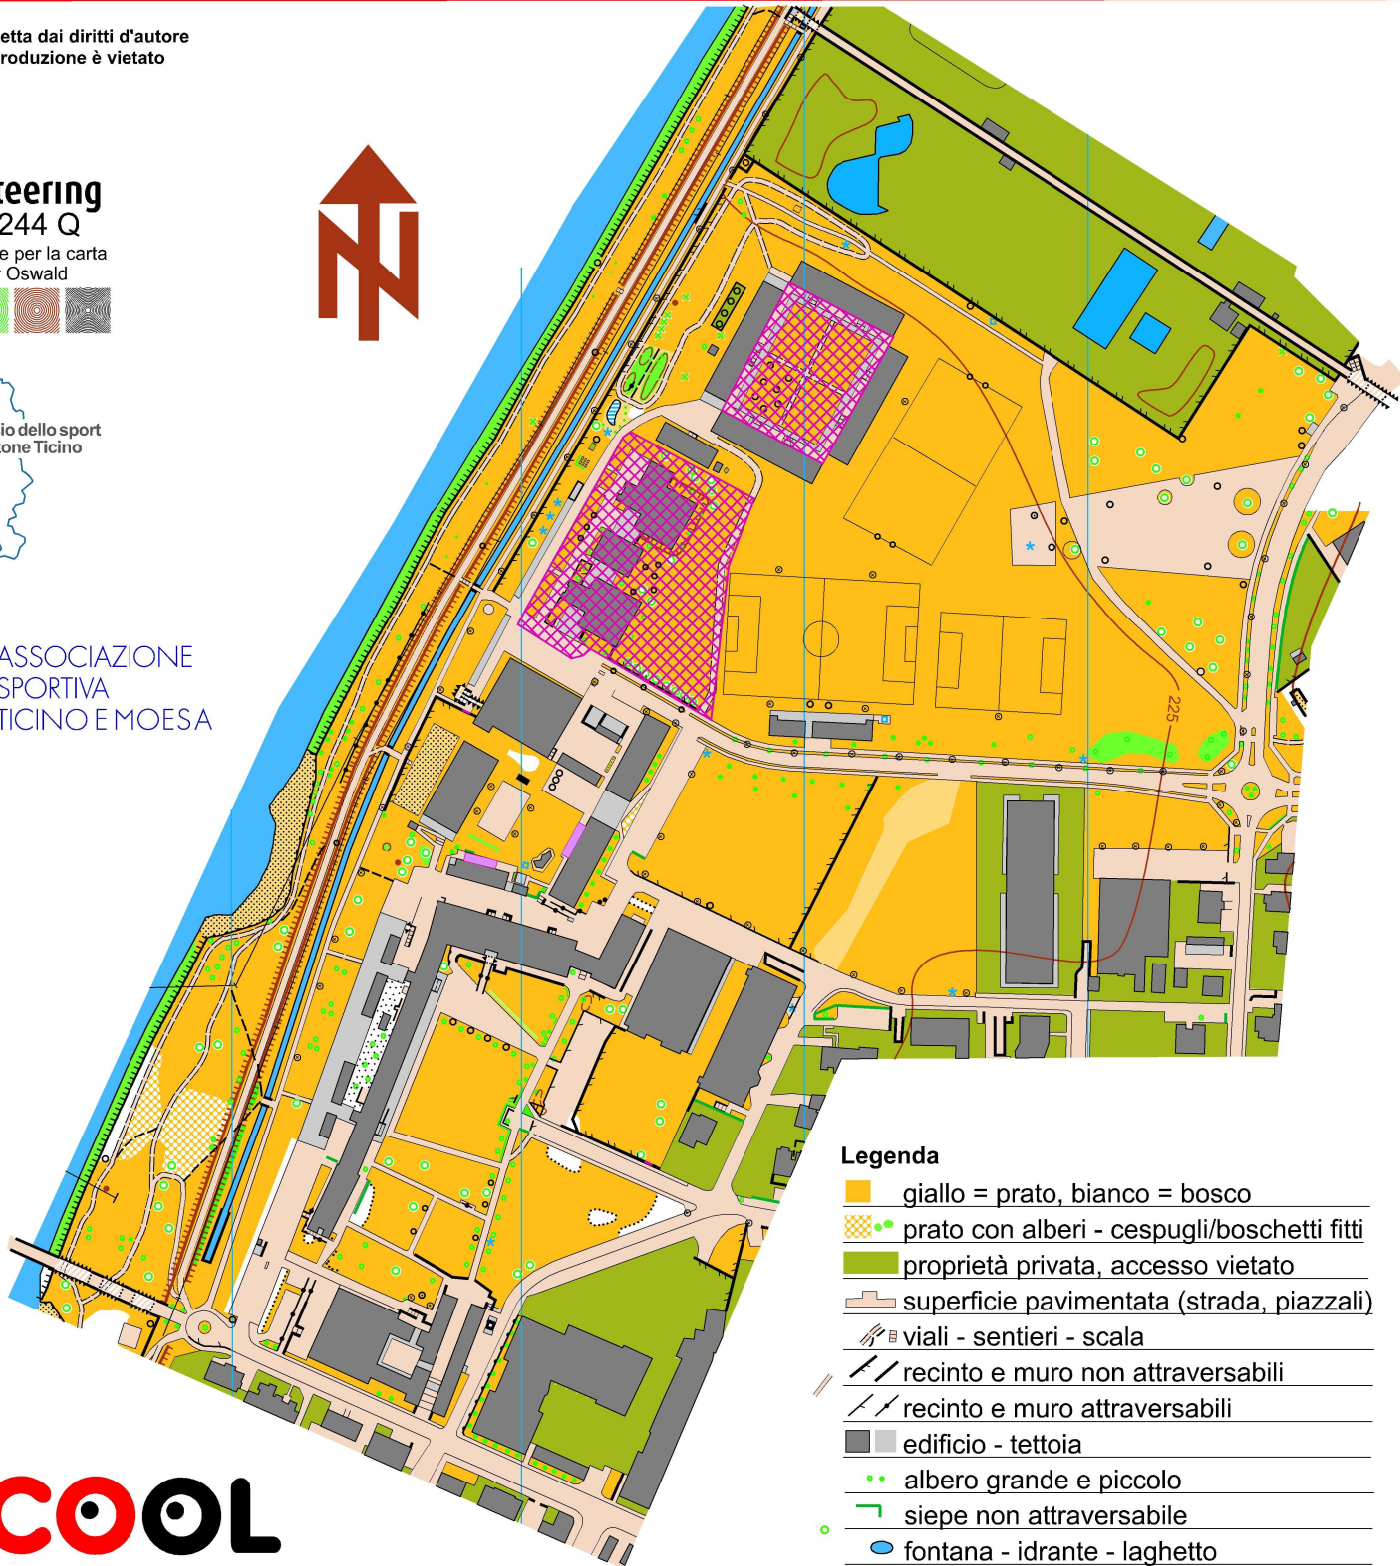 etta dai diritti d'autore
roduzione è vietato
teering
244 Q
e per la carta
Oswald
io dello sport
one Ticino
ASSOCIAZIONE
SPORTIVA
TICINO E MOESA
N
225
Legenda
giallo = prato, bianco = bosco
prato con alberi - cespugli/boschetti fitti
proprietà privata, accesso vietato
superficie pavimentata (strada, piazzali)
viali - sentieri - scala
recinto e muro non attraversabili
recinto e muro attraversabili
edificio - tettoia
albero grande e piccolo
siepe non attraversabile
fontana - idrante - laghetto
COOL